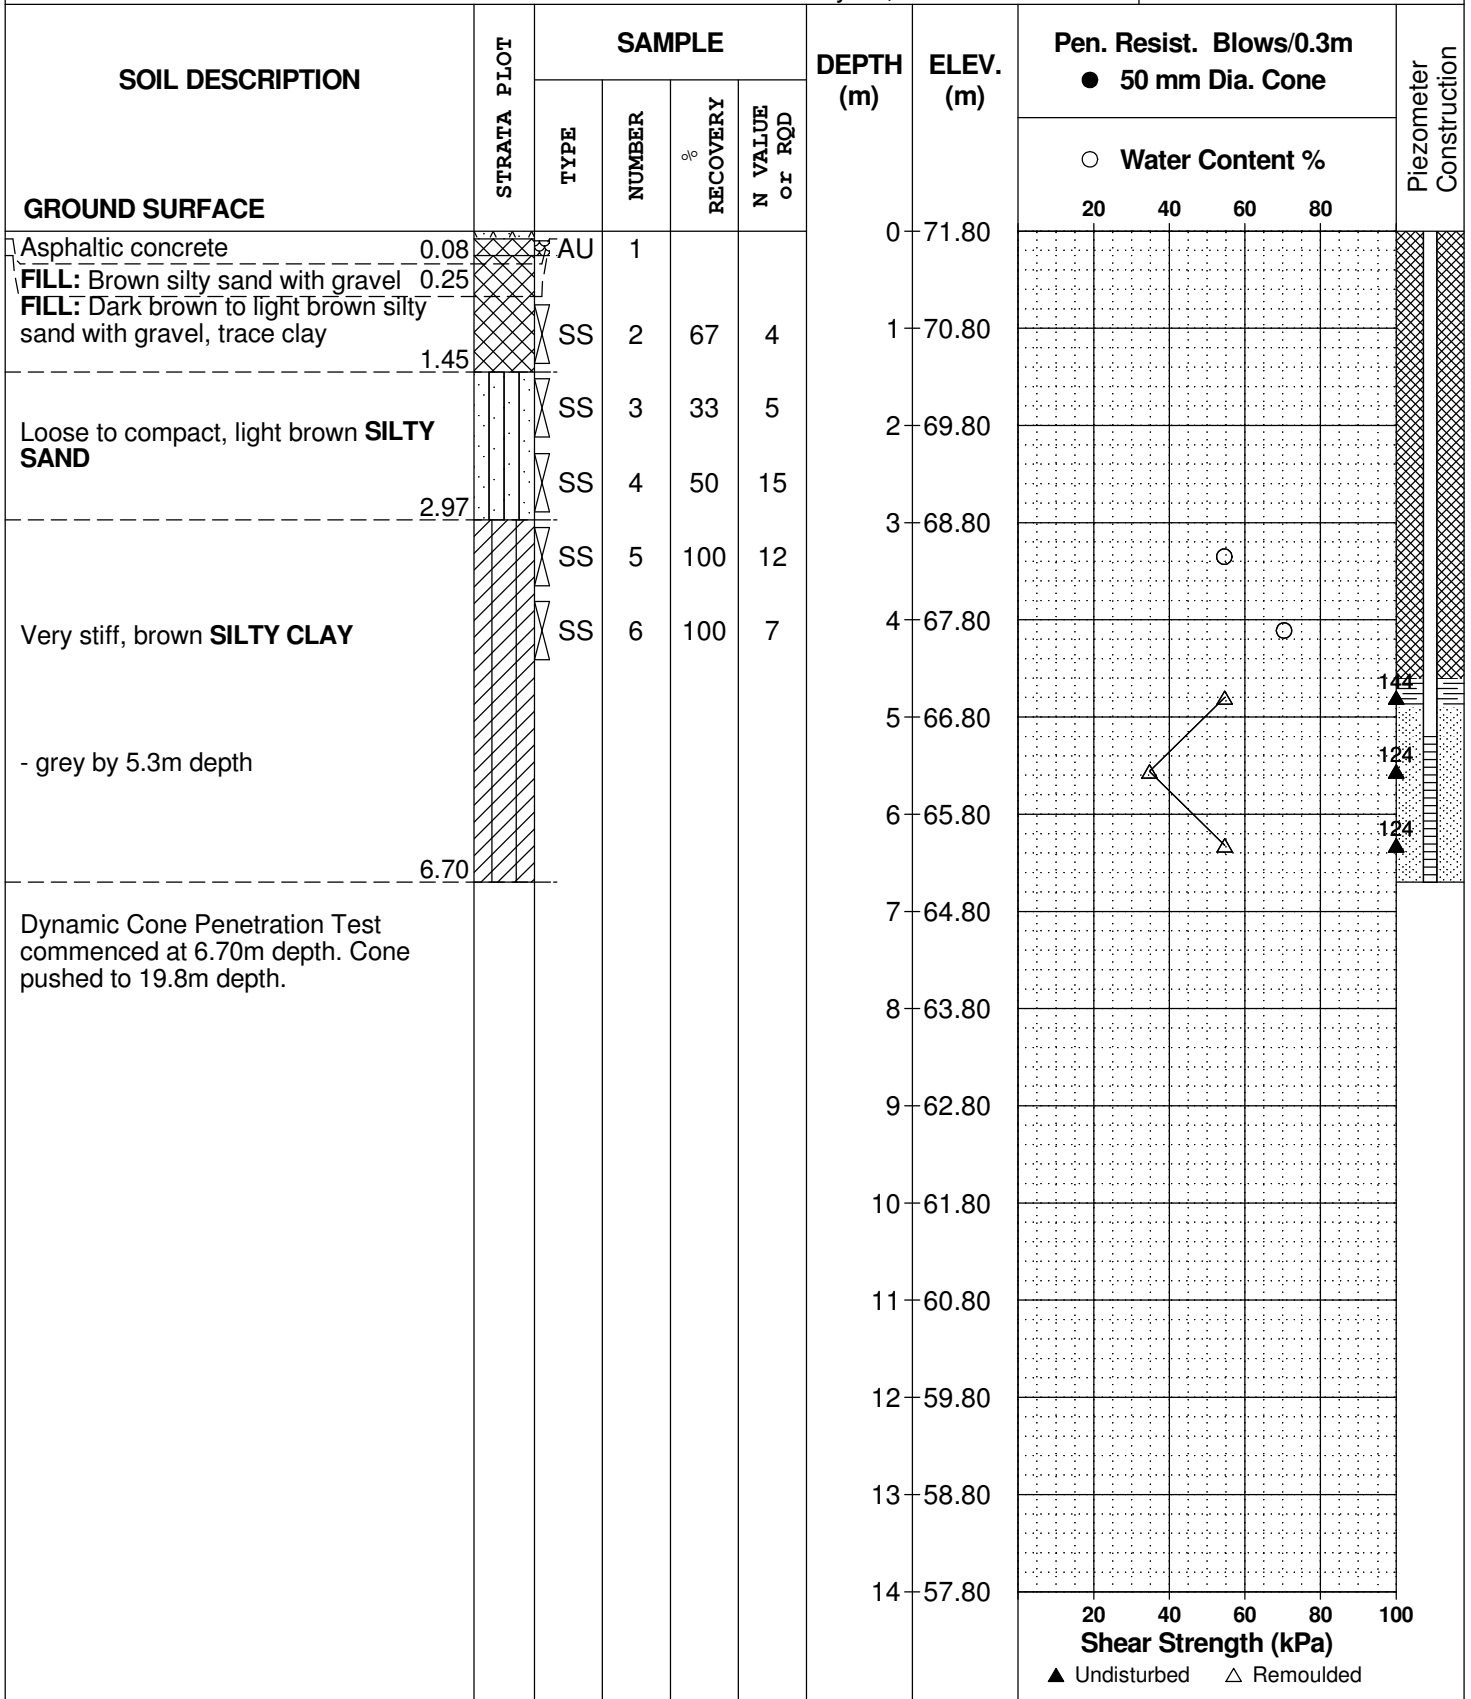 SOIL DESCRIPTION
GROUND SURFACE
STRATA PLOT
SAMPLE
TYPE
NUMBER
%
RECOVERY
N VALUE
or RQD
DEPTH
(m)
ELEV.
(m)
Pen. Resist. Blows/0.3m
● 50 mm Dia. Cone
○ Water Content %
20 40 60 80
Piezometer
Construction
Asphaltic concrete 0.08
FILL: Brown silty sand with gravel 0.25
FILL: Dark brown to light brown silty
sand with gravel, trace clay
1.45
Loose to compact, light brown SILTY
SAND
2.97
Very stiff, brown SILTY CLAY
- grey by 5.3m depth
6.70
Dynamic Cone Penetration Test
commenced at 6.70m depth. Cone
pushed to 19.8m depth.
AU 1
SS 2 67 4
SS 3 33 5
SS 4 50 15
SS 5 100 12
SS 6 100 7
0 71.80
1 70.80
2 69.80
3 68.80
4 67.80
5 66.80
6 65.80
7 64.80
8 63.80
9 62.80
10 61.80
11 60.80
12 59.80
13 58.80
14 57.80
144
124
124
20 40 60 80 100
Shear Strength (kPa)
▲ Undisturbed △ Remoulded